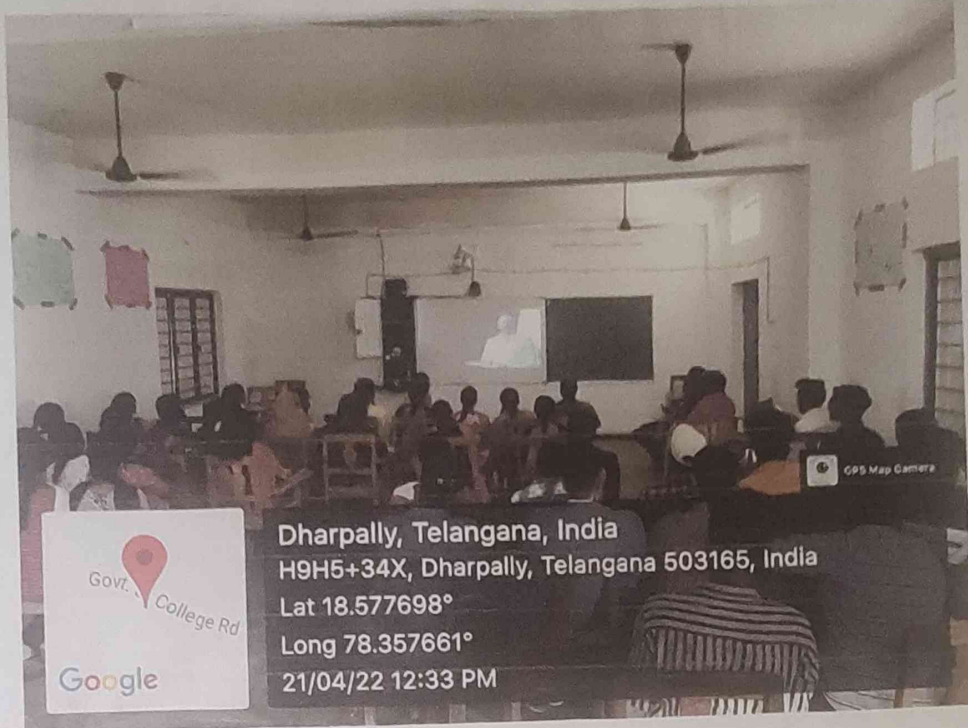 GPS Map Camera
Dharpally, Telangana, India
H9H5+34X, Dharpally, Telangana 503165, India
Lat 18.577698°
Long 78.357661°
21/04/22 12:33 PM
Govt.
College Rd
Google